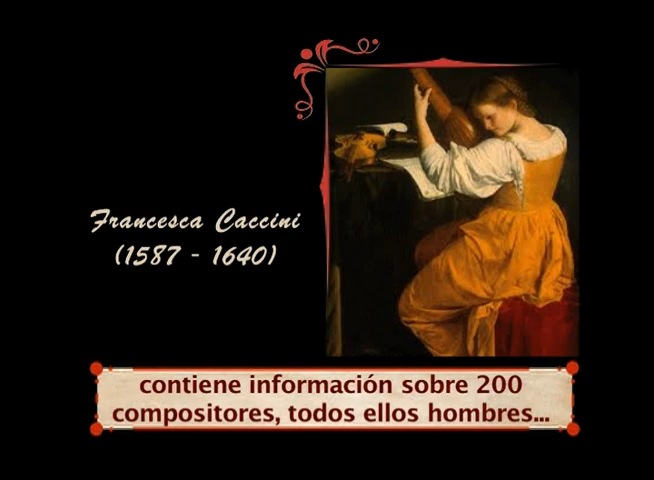 Francesca Caccini
(1587 - 1640)
contiene información sobre 200
compositores, todos ellos hombres...